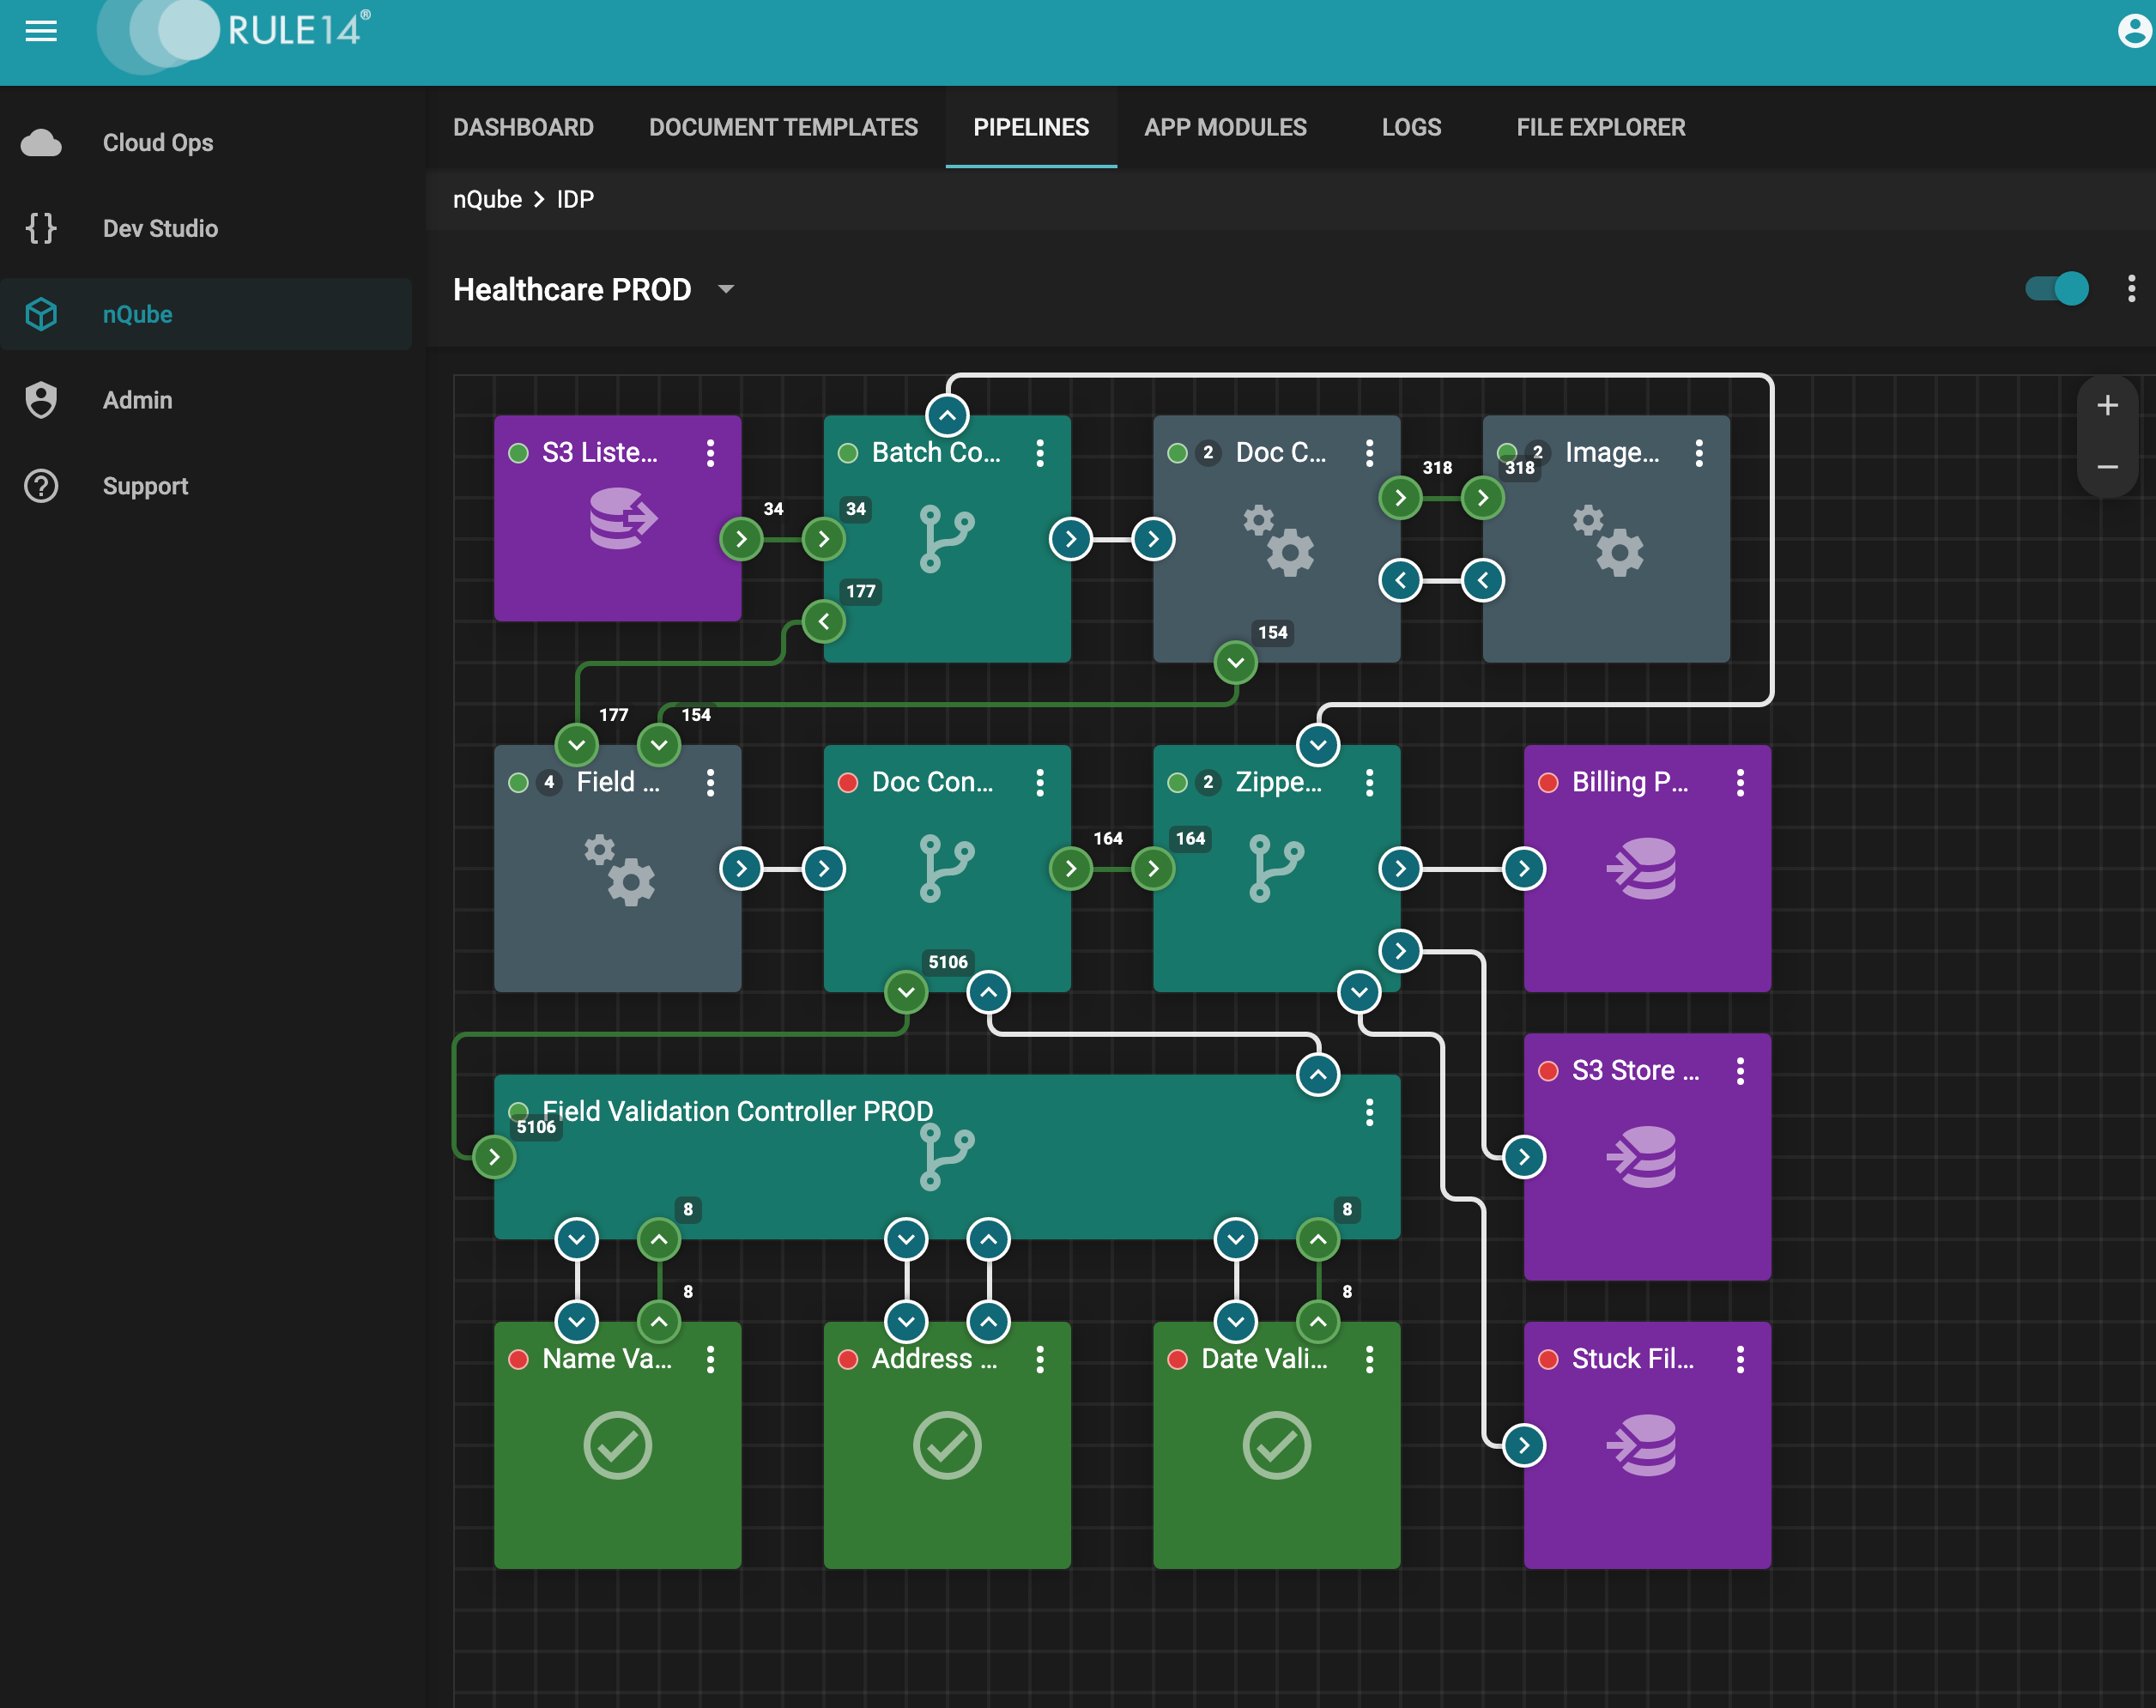 RULE14®
Cloud Ops
Dev Studio
nQube
Admin
Support
DASHBOARD
DOCUMENT TEMPLATES
PIPELINES
APP MODULES
LOGS
FILE EXPLORER
nQube > IDP
Healthcare PROD
S3 Liste...
34
34
Batch Co...
177
2 Doc C...
154
318
318
2 Image...
177
154
4 Field ...
Doc Con...
5106
164
164
2 Zippe...
Billing P...
Field Validation Controller PROD
5106
8
8
S3 Store ...
8
8
Name Va...
Address ...
Date Vali...
Stuck Fil...
+
−